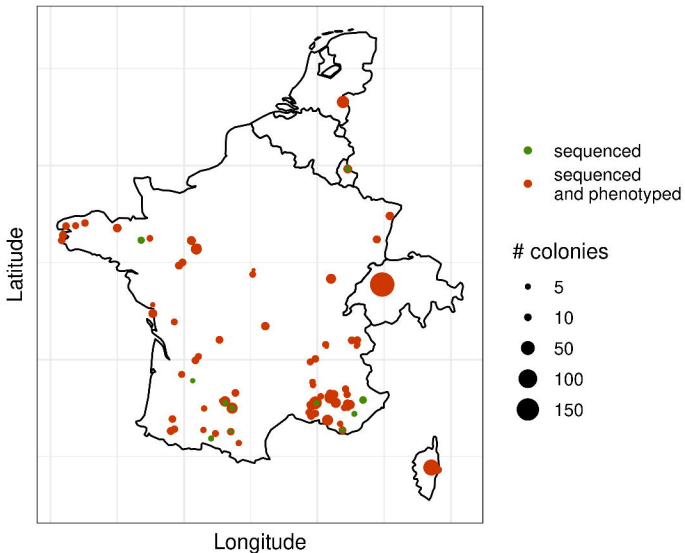 Latitude
Longitude
sequenced
sequenced
and phenotyped
# colonies
5
10
50
100
150